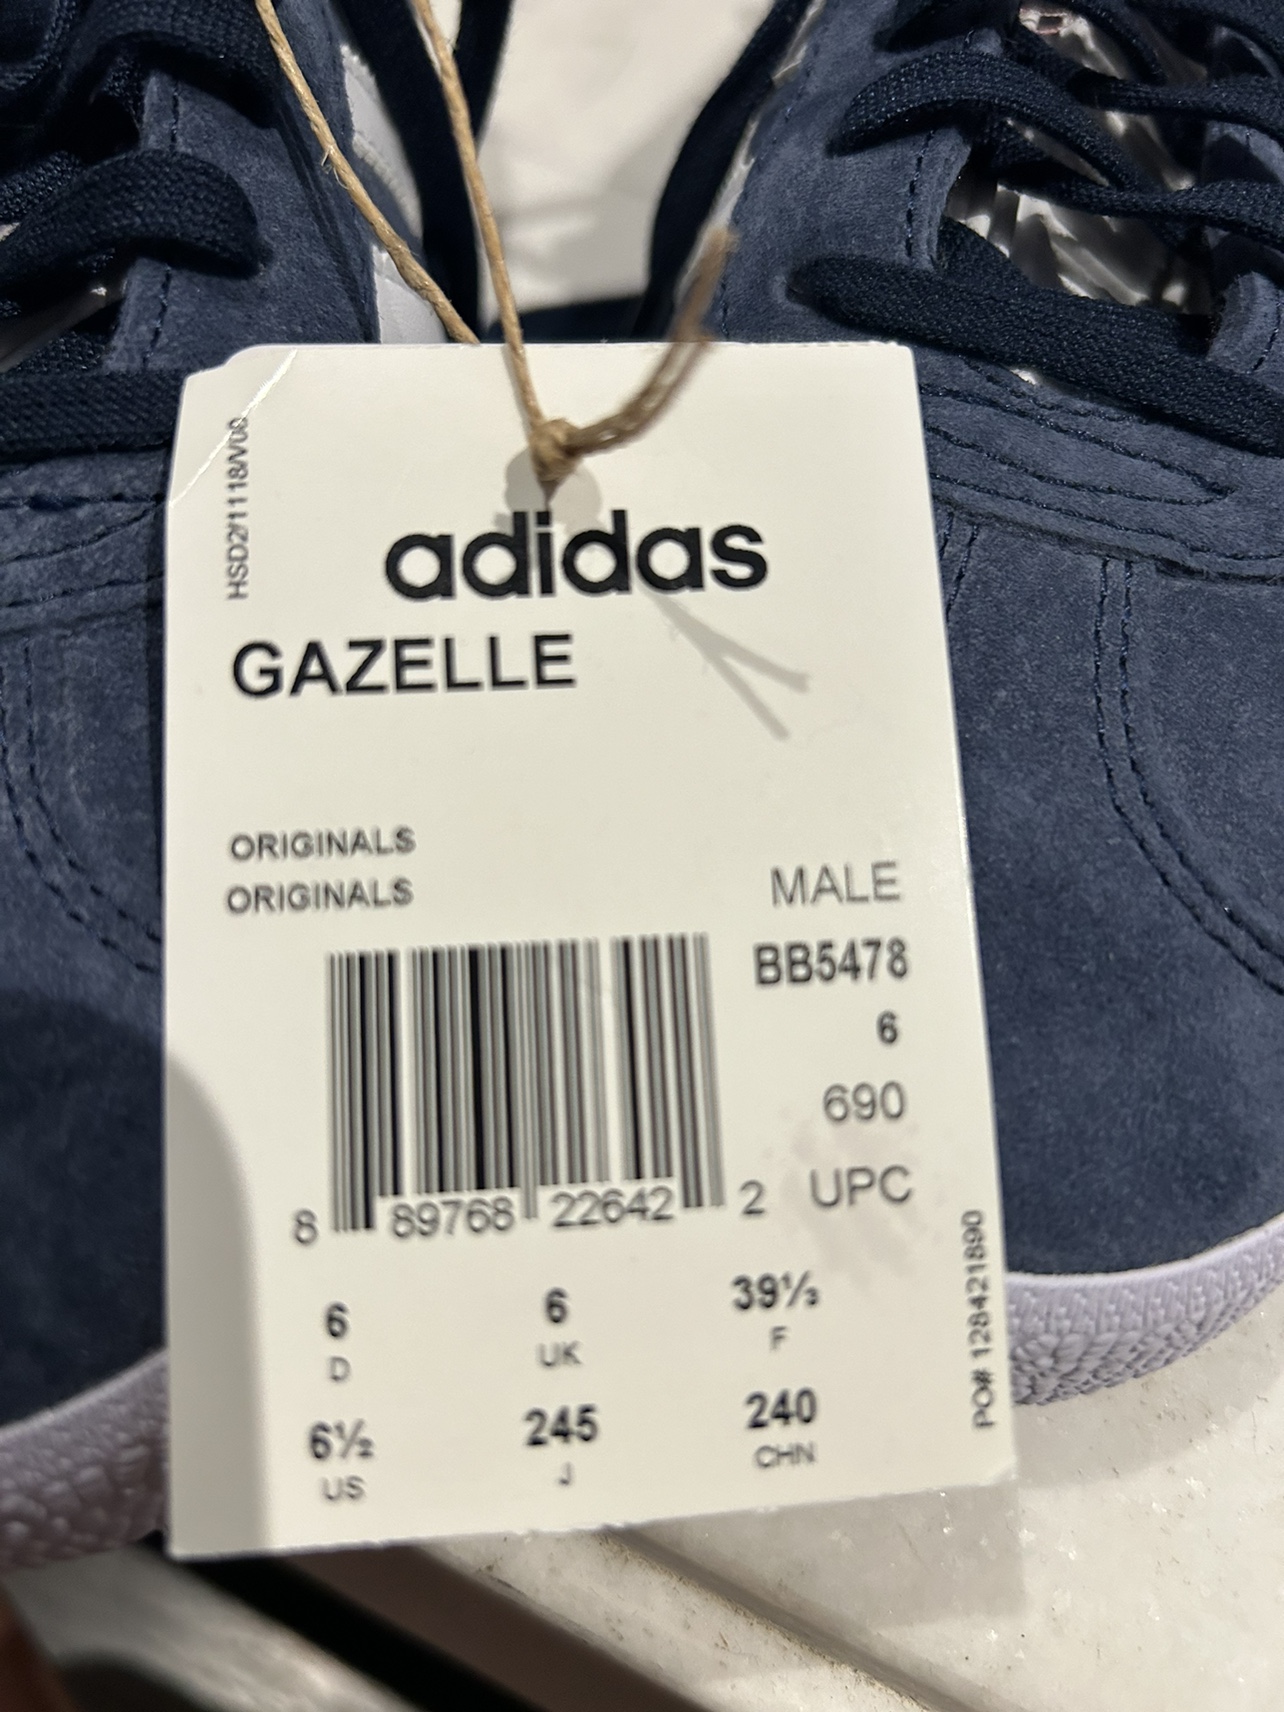 HSD2/1118/V00
adidas
GAZELLE
ORIGINALS
ORIGINALS
MALE
BB5478
6
690
UPC
8 89768 22642 2
6 6 39⅓
D UK F
6½ 245 240
US J CHN
PO# 128421890